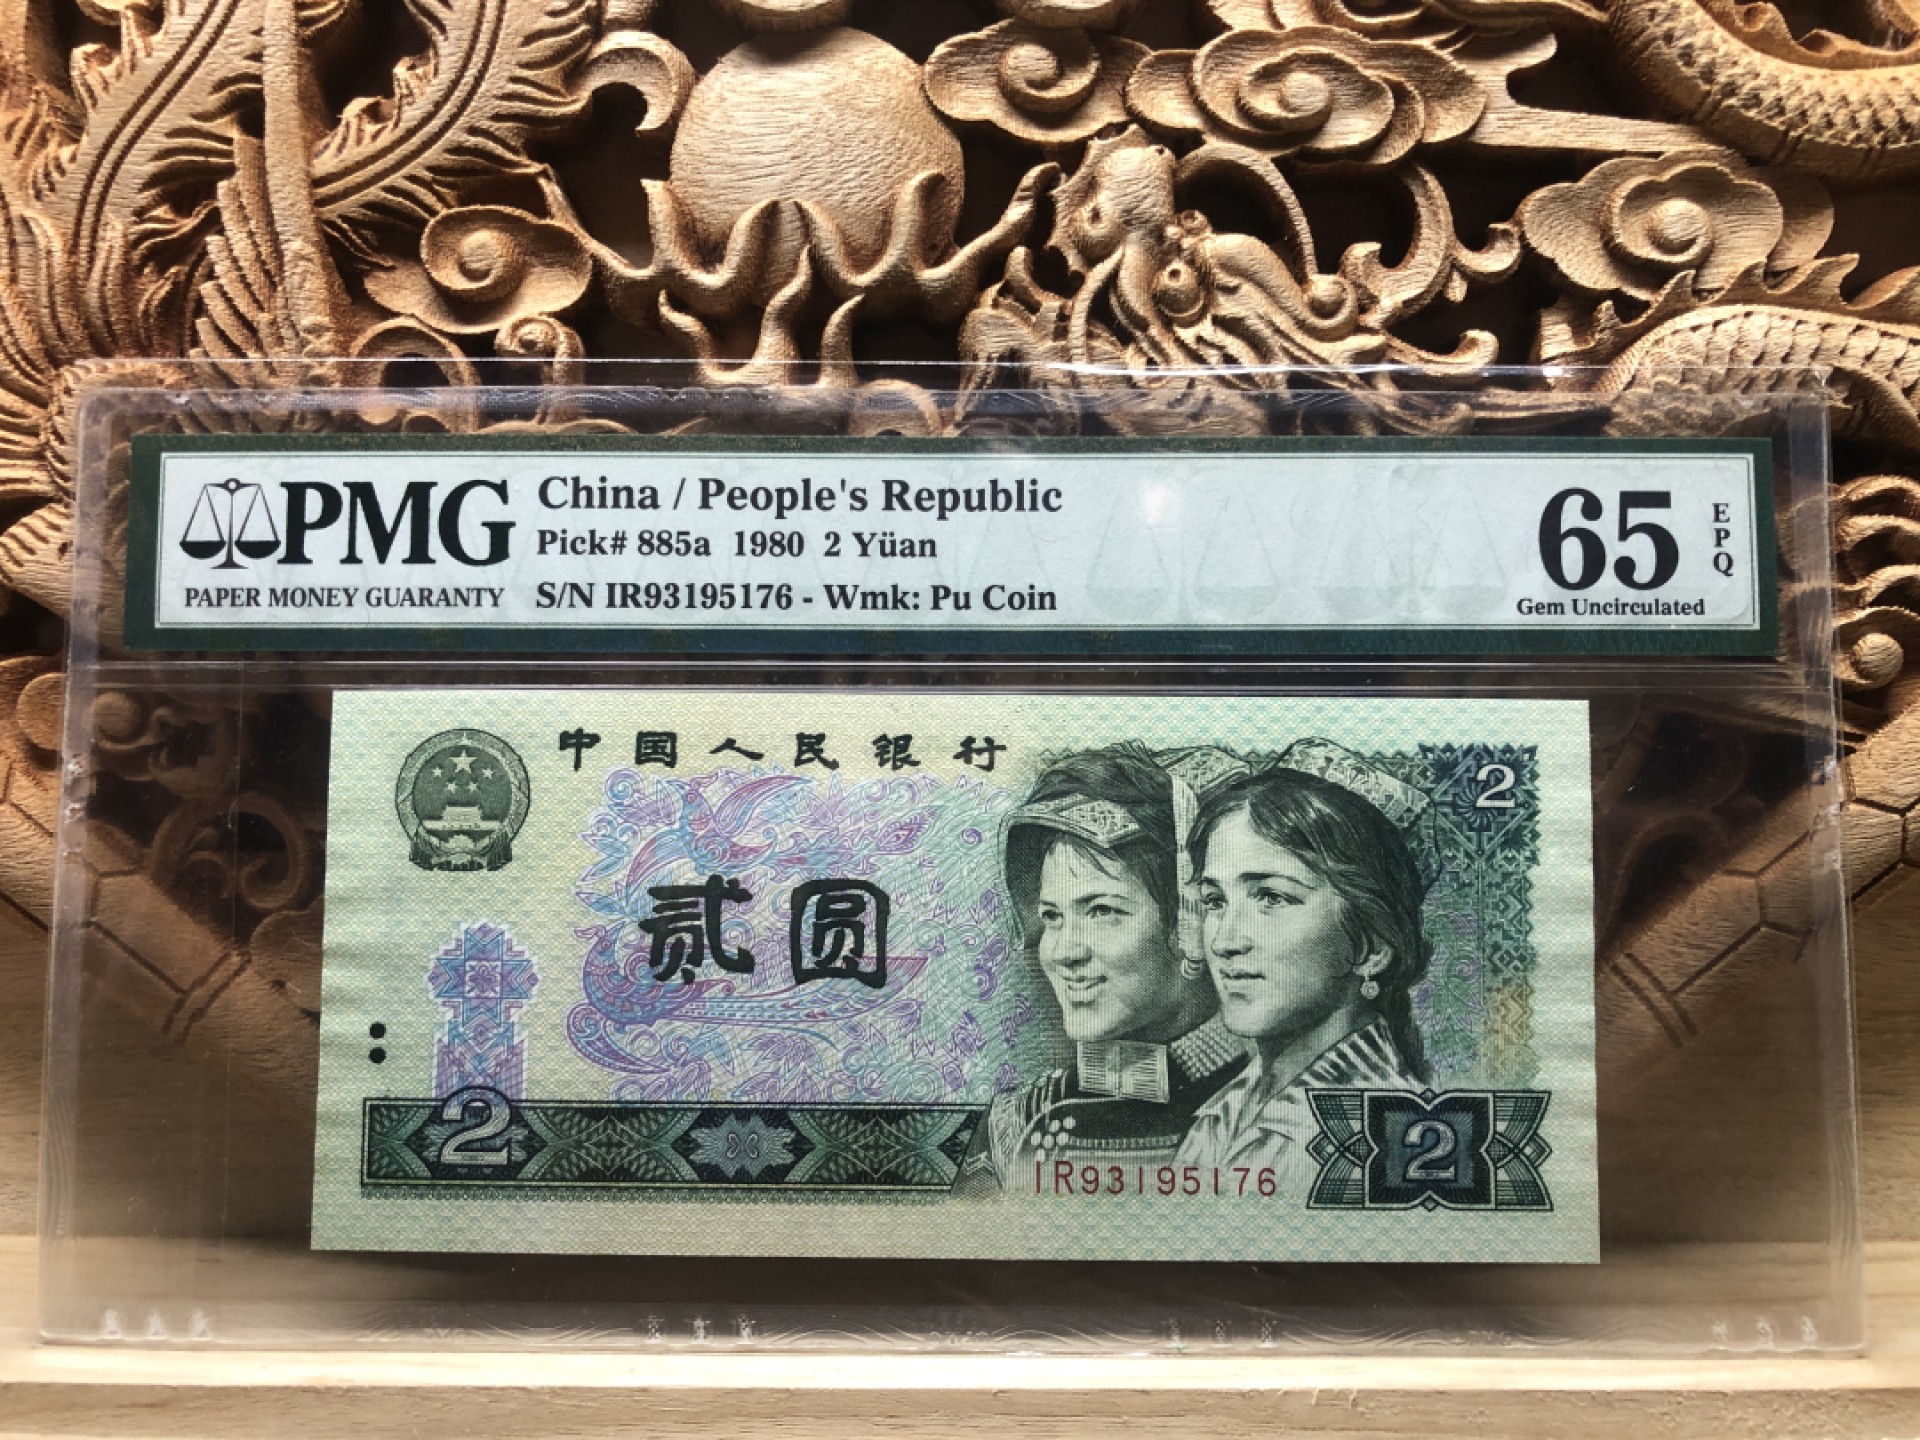 PMG
PAPER MONEY GUARANTY
China / People's Republic
Pick# 885a 1980 2 Yüan
S/N IR93195176 - Wmk: Pu Coin
65
EPQ
Gem Uncirculated
中国人民银行
2
贰圆
2
IR93195176
2